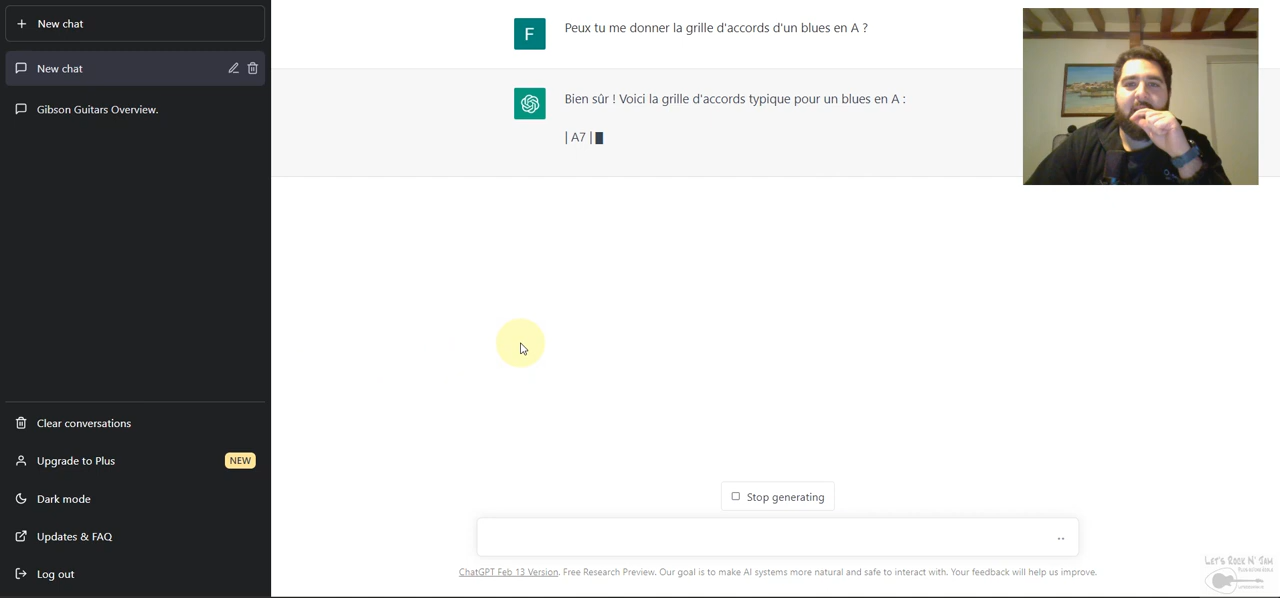 New chat
New chat
Gibson Guitars Overview.
Clear conversations
Upgrade to Plus
NEW
Dark mode
Updates & FAQ
Log out
F
Peux tu me donner la grille d'accords d'un blues en A ?
Bien sûr ! Voici la grille d'accords typique pour un blues en A :
| A7 |
Stop generating
ChatGPT Feb 13 Version. Free Research Preview. Our goal is to make AI systems more natural and safe to interact with. Your feedback will help us improve.
Let's Rock N' Jam